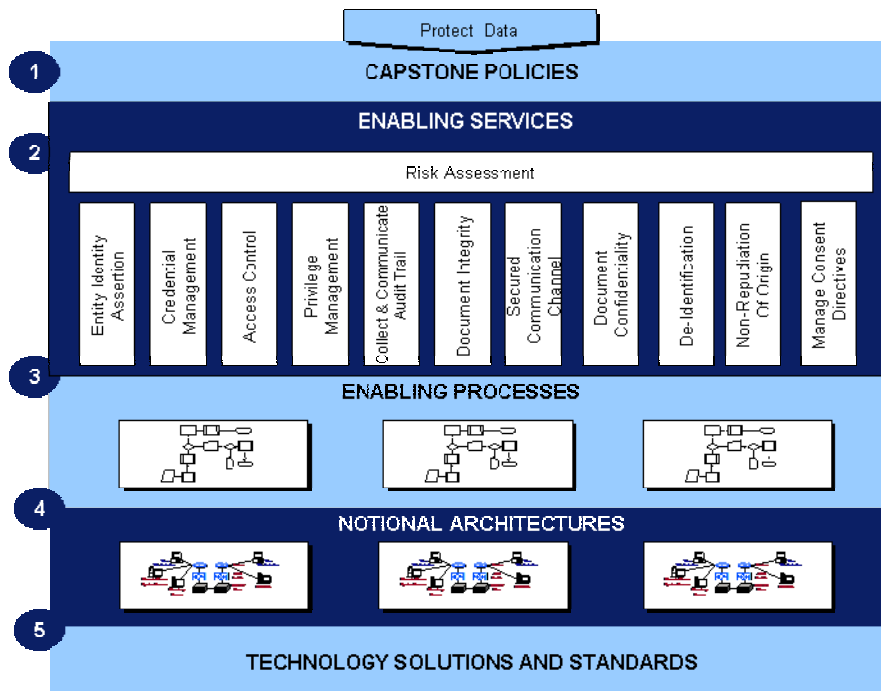 Protect Data
1
CAPSTONE POLICIES
ENABLING SERVICES
2
Risk Assessment
Entity Identity
Assertion
Credential
Management
Access Control
Privilege
Management
Collect & Communicate
Audit Trail
Document Integrity
Secured
Communication
Channel
Document
Confidentiality
De-Identification
Non-Repudiation
Of Origin
Manage Consent
Directives
3
ENABLING PROCESSES
4
NOTIONAL ARCHITECTURES
5
TECHNOLOGY SOLUTIONS AND STANDARDS